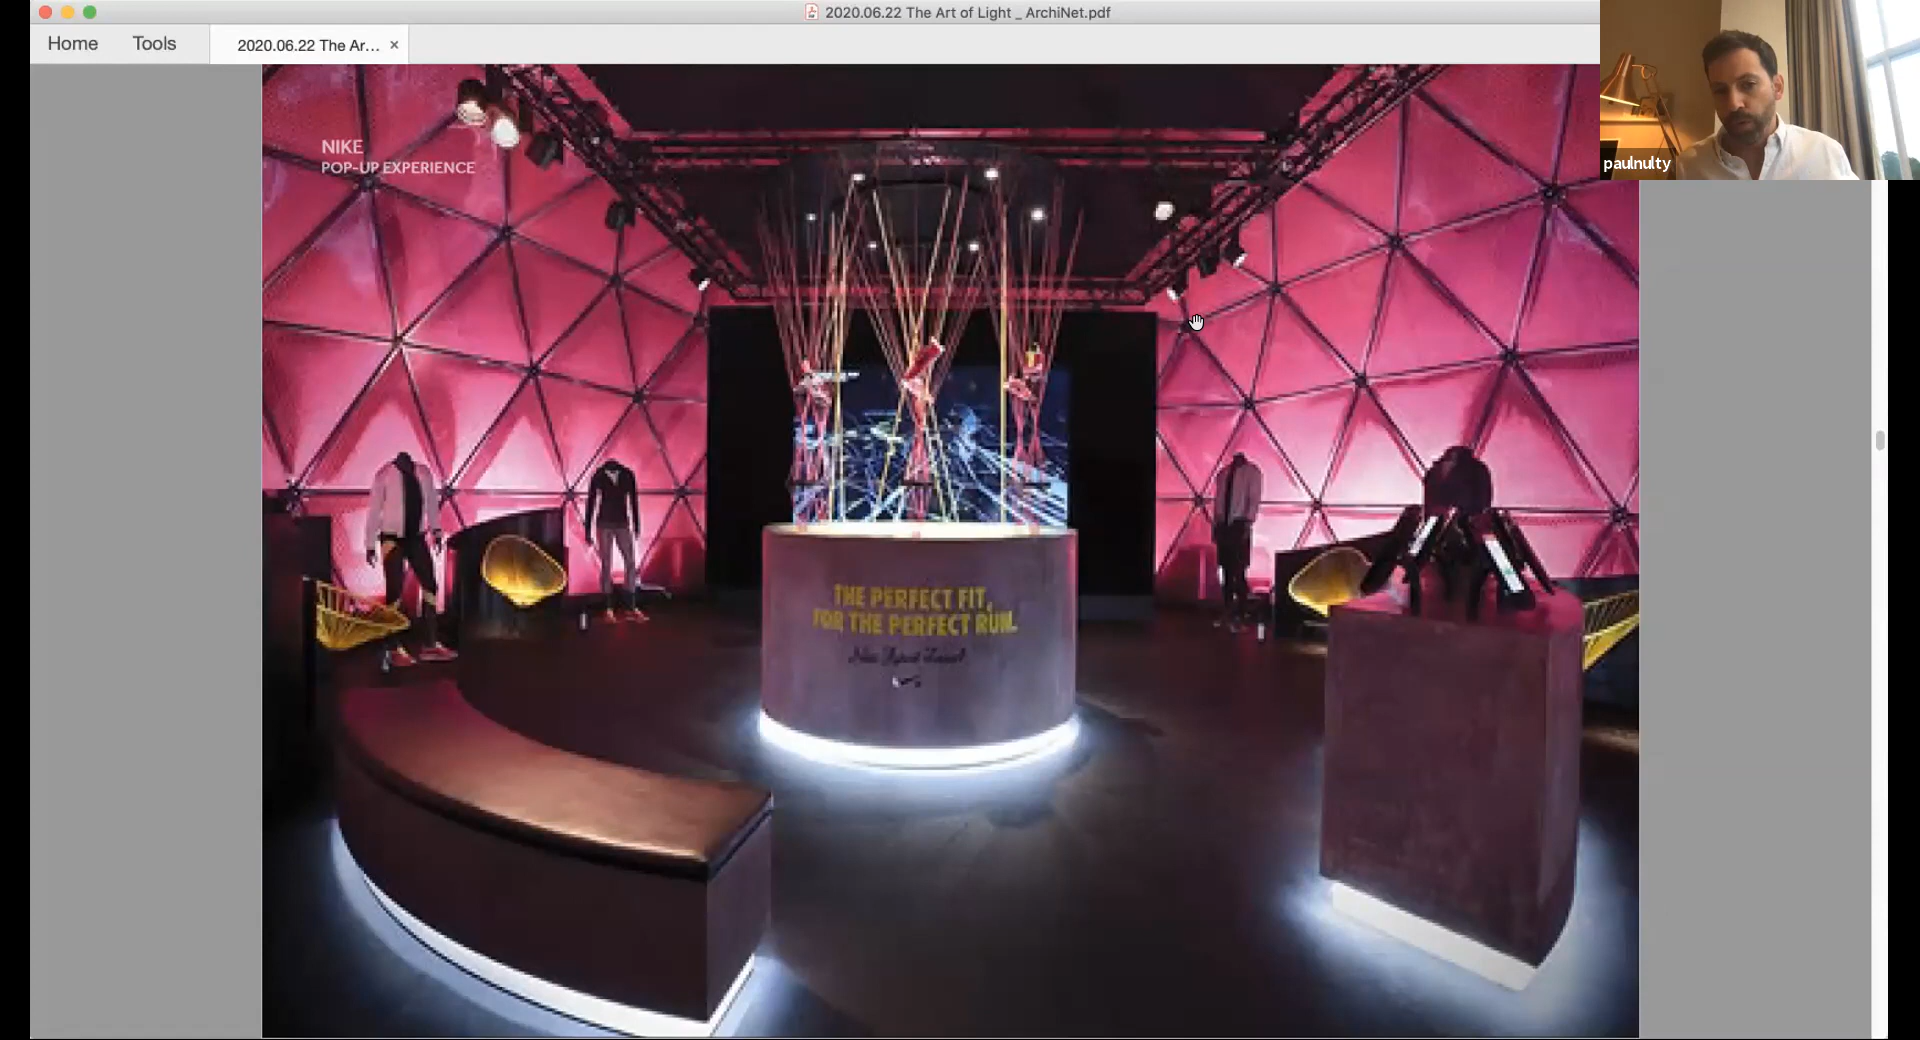 2020.06.22 The Art of Light _ ArchiNet.pdf
Home
Tools
2020.06.22 The Ar... ×
paulnulty
NIKE
POP-UP EXPERIENCE
THE PERFECT FIT,
FOR THE PERFECT RUN.